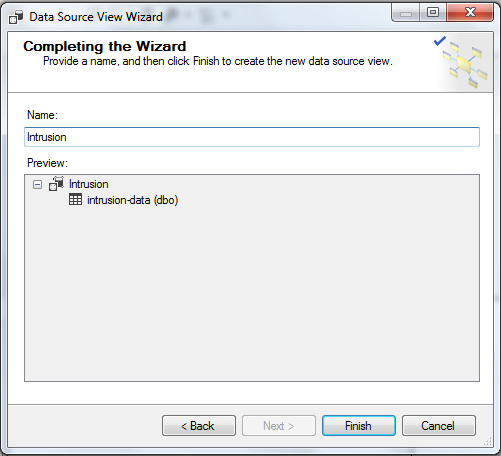 Data Source View Wizard
Completing the Wizard
Provide a name, and then click Finish to create the new data source view.
Name:
Intrusion
Preview:
Intrusion
intrusion-data (dbo)
< Back
Next >
Finish
Cancel